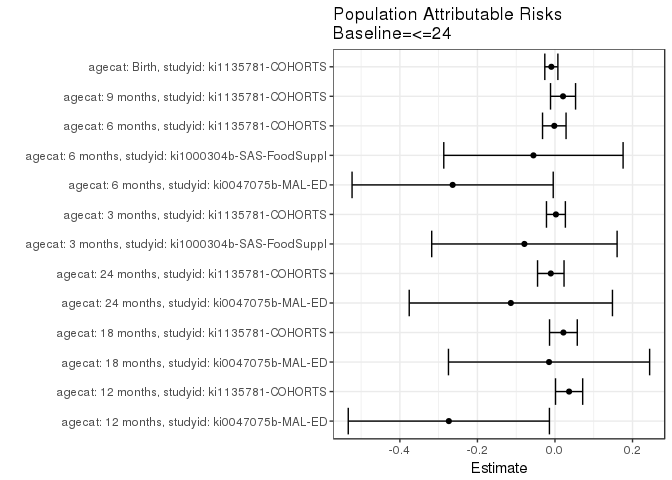 Population Attributable Risks
Baseline=<=24
agecat: Birth, studyid: ki1135781-COHORTS
agecat: 9 months, studyid: ki1135781-COHORTS
agecat: 6 months, studyid: ki1135781-COHORTS
agecat: 6 months, studyid: ki1000304b-SAS-FoodSuppl
agecat: 6 months, studyid: ki0047075b-MAL-ED
agecat: 3 months, studyid: ki1135781-COHORTS
agecat: 3 months, studyid: ki1000304b-SAS-FoodSuppl
agecat: 24 months, studyid: ki1135781-COHORTS
agecat: 24 months, studyid: ki0047075b-MAL-ED
agecat: 18 months, studyid: ki1135781-COHORTS
agecat: 18 months, studyid: ki0047075b-MAL-ED
agecat: 12 months, studyid: ki1135781-COHORTS
agecat: 12 months, studyid: ki0047075b-MAL-ED
-0.4 -0.2 0.0 0.2
Estimate